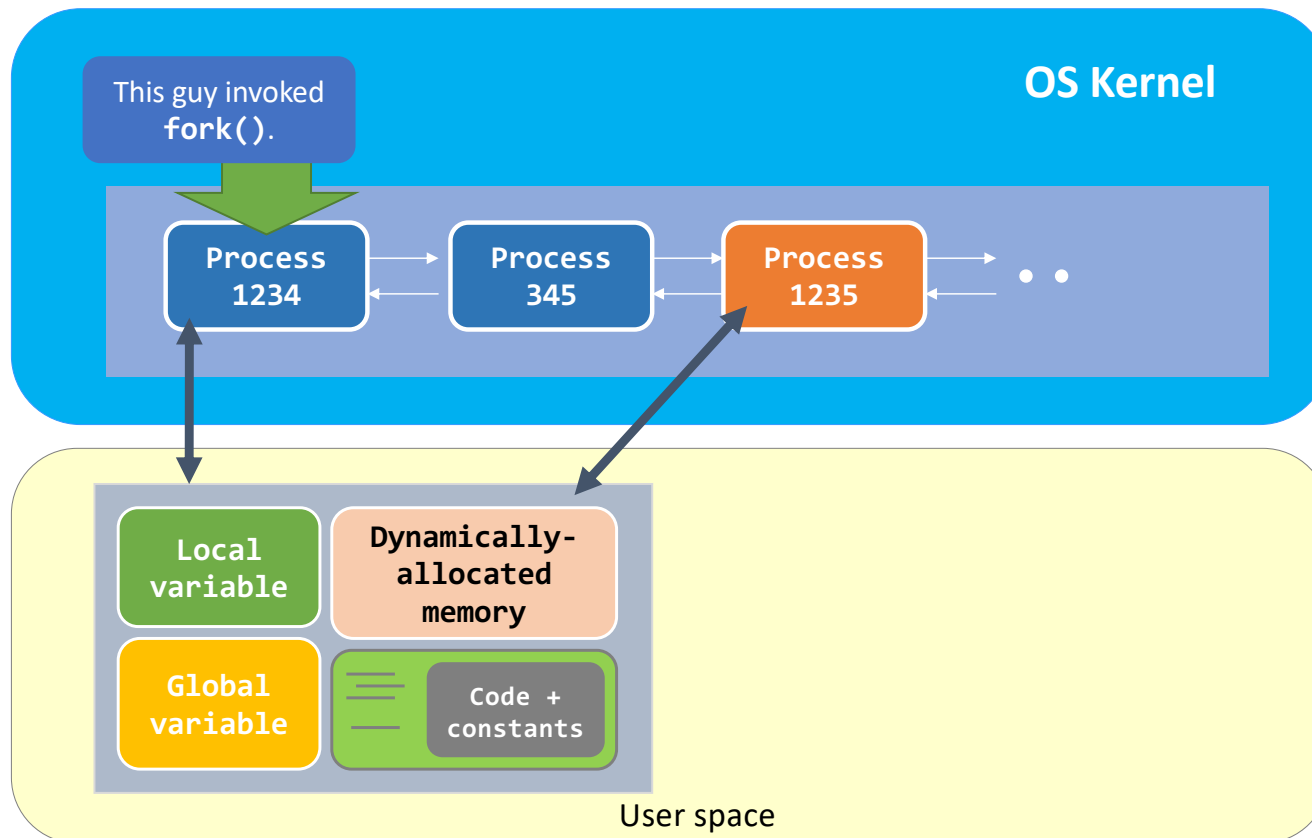 OS Kernel
This guy invoked
fork().
Process
1234
Process
345
Process
1235
Local
variable
Dynamically-
allocated
memory
Global
variable
Code +
constants
User space